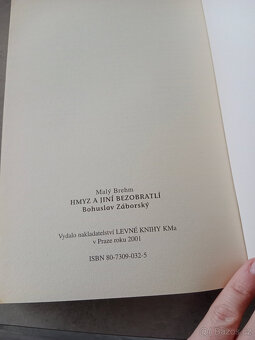 Malý Brehm
HMYZ A JINÍ BEZOBRATLÍ
Bohuslav Záborský
Vydalo nakladatelství LEVNÉ KNIHY KMa
v Praze roku 2001
ISBN 80-7309-032-5